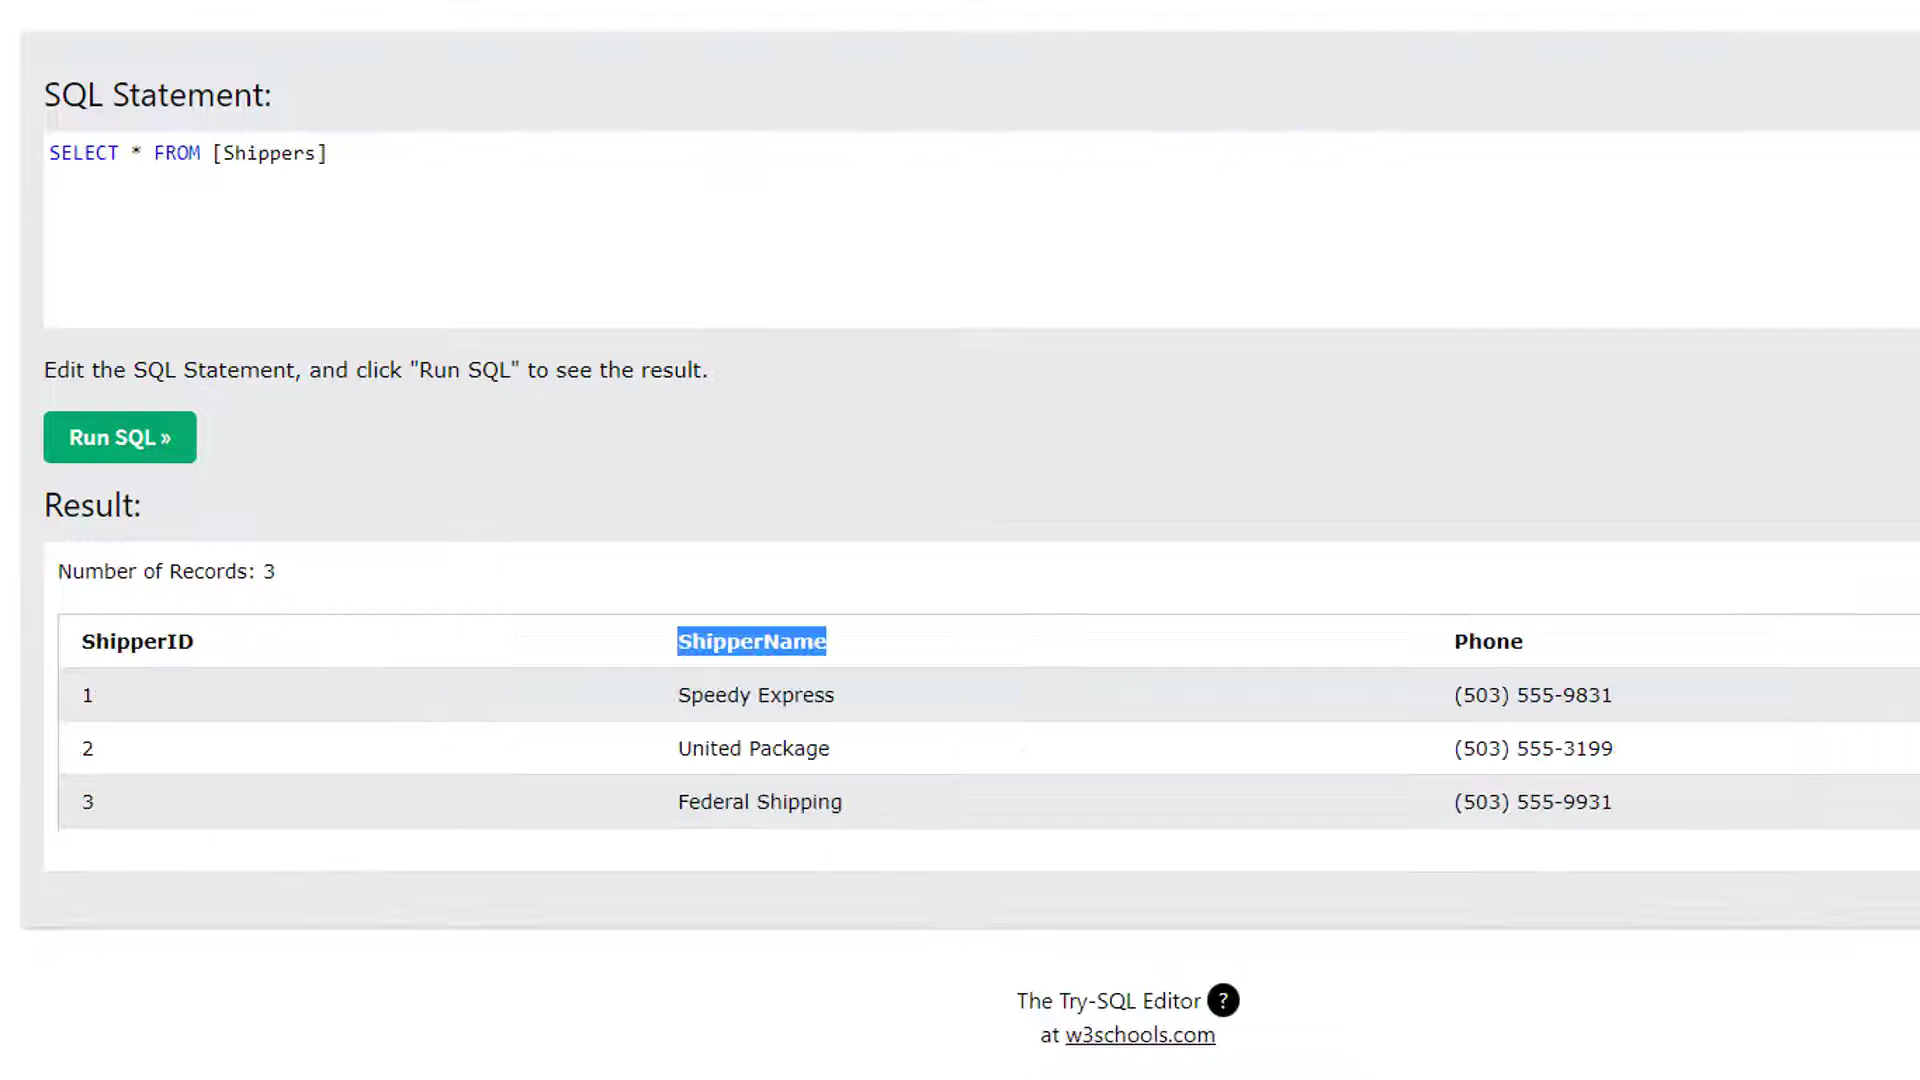 SQL Statement:
SELECT * FROM [Shippers]
Edit the SQL Statement, and click "Run SQL" to see the result.
Run SQL »
Result:
Number of Records: 3
ShipperID ShipperName Phone
1 Speedy Express (503) 555-9831
2 United Package (503) 555-3199
3 Federal Shipping (503) 555-9931
The Try-SQL Editor ?
at w3schools.com